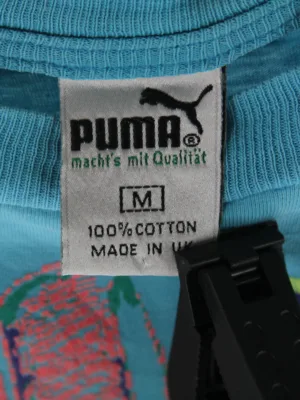 PUMA®
macht's mit Qualität
M
100% COTTON
MADE IN UK